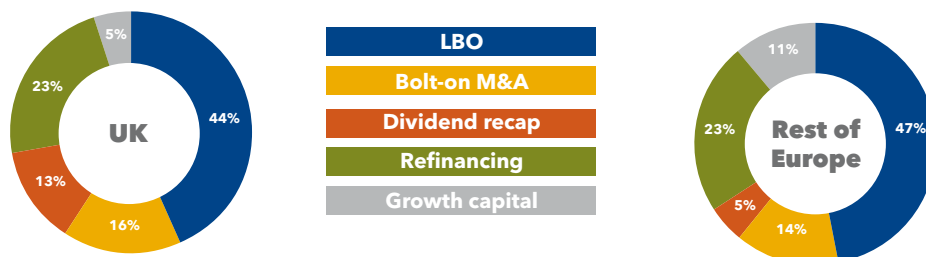 5%
44%
23%
UK
13%
16%
LBO
Bolt-on M&A
Dividend recap
Refinancing
Growth capital
11%
47%
23%
Rest of
Europe
5%
14%